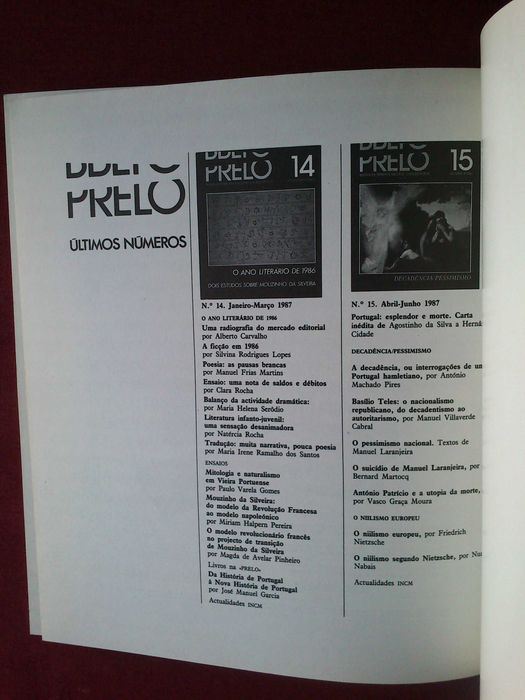 PRELO
ÚLTIMOS NÚMEROS
PRELO 14
O ANO LITERÁRIO DE 1986
DOIS ESTUDOS SOBRE MOUZINHO DA SILVEIRA
N.º 14. Janeiro-Março 1987
O ANO LITERÁRIO DE 1986
Uma radiografia do mercado editorial
por Alberto Carvalho
A ficção em 1986
por Silvina Rodrigues Lopes
Poesia: as pausas brancas
por Manuel Frias Martins
Ensaio: uma nota de saldos e débitos
por Clara Rocha
Balanço da actividade dramática:
por Maria Helena Serôdio
Literatura infanto-juvenil:
uma sensação desanimadora
por Natércia Rocha
Tradução: muita narrativa, pouca poesia
por Maria Irene Ramalho dos Santos
ENSAIOS
Mitologia e naturalismo
em Vieira Portuense
por Paulo Varela Gomes
Mouzinho da Silveira:
do modelo da Revolução Francesa
ao modelo napoleónico
por Miriam Halpern Pereira
O modelo revolucionário francês
no projecto de transição
de Mouzinho da Silveira
por Magda de Avelar Pinheiro
Livros na «PRELO»
Da História de Portugal
à Nova História de Portugal
por José Manuel Garcia
Actualidades INCM
PRELO 15
DECADÊNCIA/PESSIMISMO
N.º 15. Abril-Junho 1987
Portugal: esplendor e morte. Carta
inédita de Agostinho da Silva a Herná
Cidade
DECADÊNCIA/PESSIMISMO
A decadência, ou interrogações de un
Portugal hamletiano, por António
Machado Pires
Basílio Teles: o nacionalismo
republicano, do decadentismo ao
autoritarismo, por Manuel Villaverde
Cabral
O pessimismo nacional. Textos de
Manuel Laranjeira
O suicídio de Manuel Laranjeira, por
Bernard Martocq
António Patrício e a utopia da morte,
por Vasco Graça Moura
O NIILISMO EUROPEU
O niilismo europeu, por Friedrich
Nietzsche
O niilismo segundo Nietzsche, por Nu
Nabais
Actualidades INCM